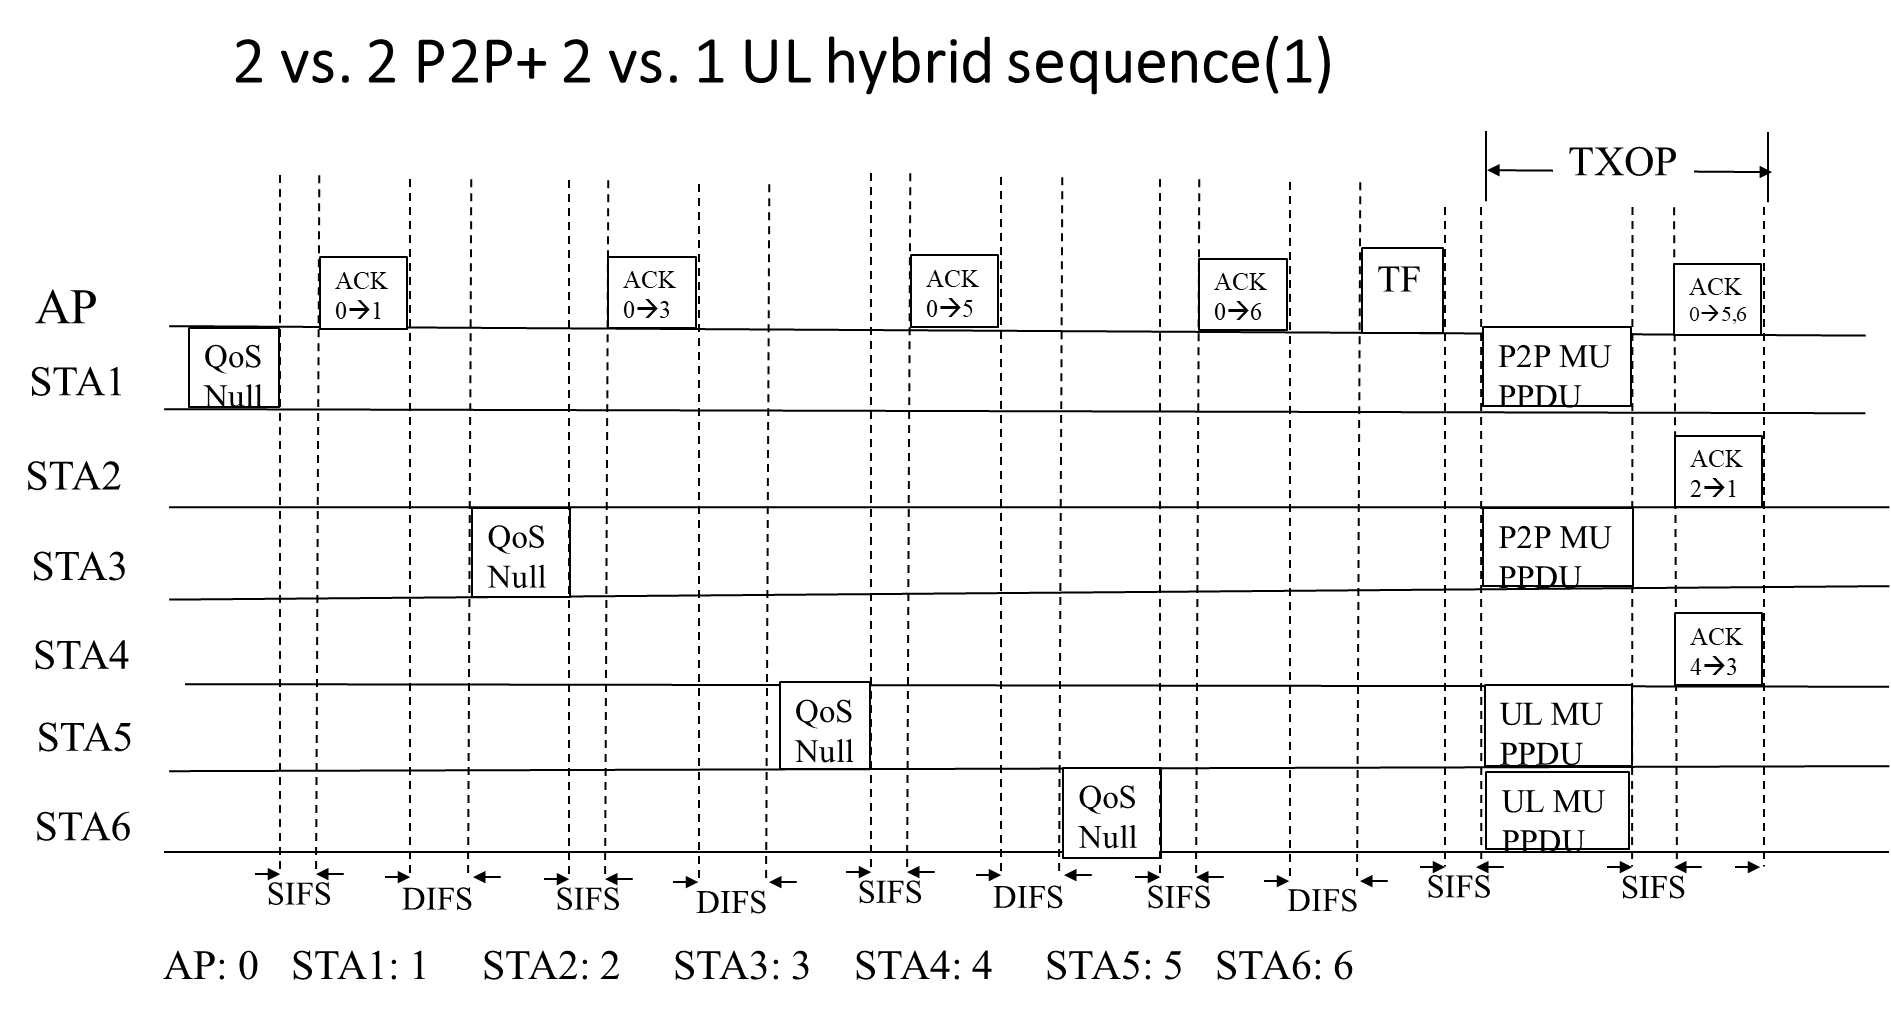 2 vs. 2 P2P+ 2 vs. 1 UL hybrid sequence(1)
TXOP
AP
ACK
0→1
ACK
0→3
ACK
0→5
ACK
0→6
TF
ACK
0→5,6
STA1
QoS
Null
P2P MU
PPDU
STA2
ACK
2→1
STA3
QoS
Null
P2P MU
PPDU
STA4
ACK
4→3
STA5
QoS
Null
UL MU
PPDU
STA6
QoS
Null
UL MU
PPDU
SIFS DIFS SIFS DIFS SIFS DIFS SIFS DIFS SIFS SIFS
AP: 0 STA1: 1 STA2: 2 STA3: 3 STA4: 4 STA5: 5 STA6: 6